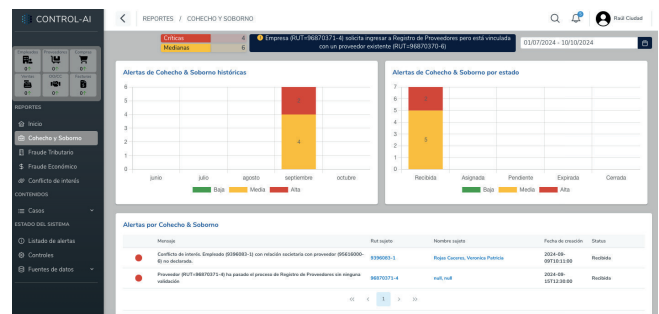 CONTROL-AI
REPORTES / COHECHO Y SOBORNO
Raúl Ciudad
Críticas 4
Medianas 6
Empresa (RUT=96870371-4) solicita ingresar a Registro de Proveedores pero está vinculada
con un proveedor existente (RUT=96870370-6)
01/07/2024 - 10/10/2024
Proveedores
Compras
REPORTES
Inicio
Cohecho y Soborno
Fraude Tributario
Fraude Económico
Conflicto de interés
CONTENIDOS
Casos
ESTADO DEL SISTEMA
Listado de alertas
Controles
Fuentes de datos
Alertas de Cohecho & Soborno históricas
6
5
4
3
2
1
0
4
junio julio agosto septiembre octubre
Baja Media Alta
Alertas de Cohecho & Soborno por estado
7
6
5
4
3
2
1
0
Recibida Asignada Pendiente Expirada Cerrada
Baja Media Alta
Alertas por Cohecho & Soborno
Mensaje Rut sujeto Nombre sujeto Fecha de creación Status
Conflicto de interés. Empleado (9396083-1) con relación societaria con proveedor (95616000-
6) no declarada.
9396083-1
Rojas Caceres, Veronica Patricia
2024-09-
09T10:11:00
Recibida
Proveedor (RUT=96870371-4) ha pasado el proceso de Registro de Proveedores sin ninguna
validación
96870371-4
null, null
2024-09-
15T12:30:00
Recibida
« < 1 > »